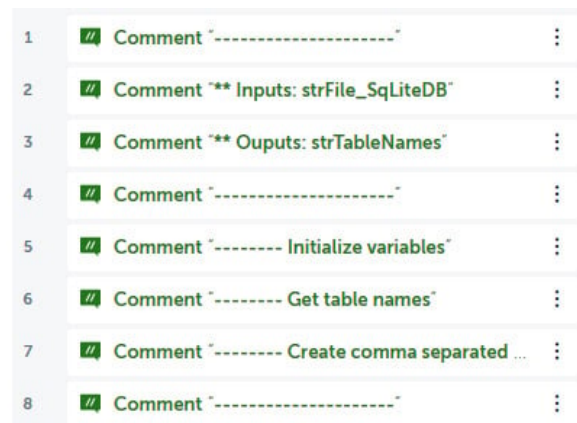 1 Comment "---------------------"
2 Comment "** Inputs: strFile_SqLiteDB"
3 Comment "** Ouputs: strTableNames"
4 Comment "---------------------"
5 Comment "-------- Initialize variables"
6 Comment "-------- Get table names"
7 Comment "-------- Create comma separated ...
8 Comment "---------------------"